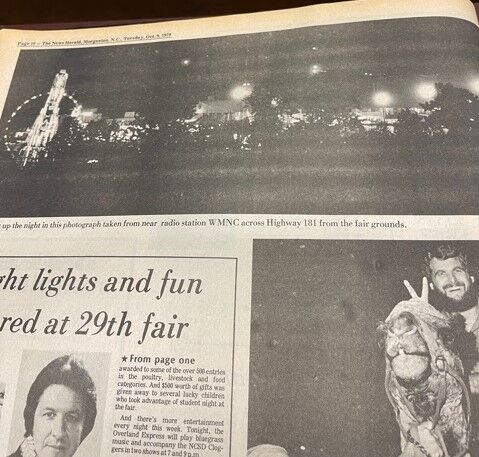 Page 10 — The News Herald, Morganton, N.C., Tuesday, Oct. 9, 1979
up the night in this photograph taken from near radio station WMNC across Highway 181 from the fair grounds.
ght lights and fun
red at 29th fair
★ From page one
awarded to some of the over 500 entries
in the poultry, livestock and food
categories. And $500 worth of gifts was
given away to several lucky children
who took advantage of student night at
the fair.
And there's more entertainment
every night this week. Tonight, the
Overland Express will play bluegrass
music and accompany the NCSD Clog-
gers in two shows at 7 and 9 p.m.